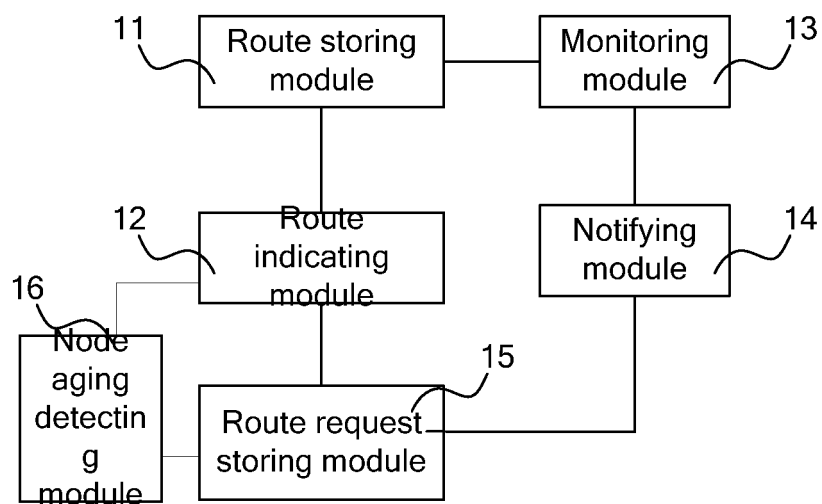 11
Route storing
module
Monitoring
module
13
12
Route
indicating
module
Notifying
module
14
16
Node
aging
detectin
g
module
15
Route request
storing module